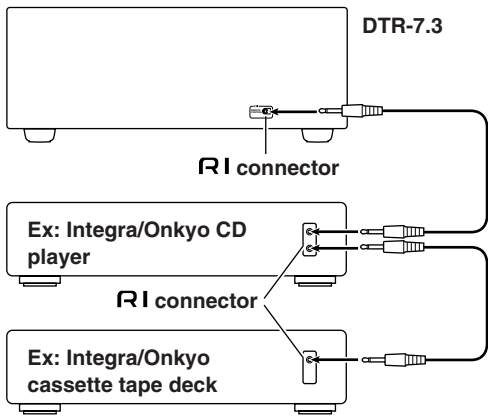 DTR-7.3
RI connector
Ex: Integra/Onkyo CD
player
RI connector
Ex: Integra/Onkyo
cassette tape deck